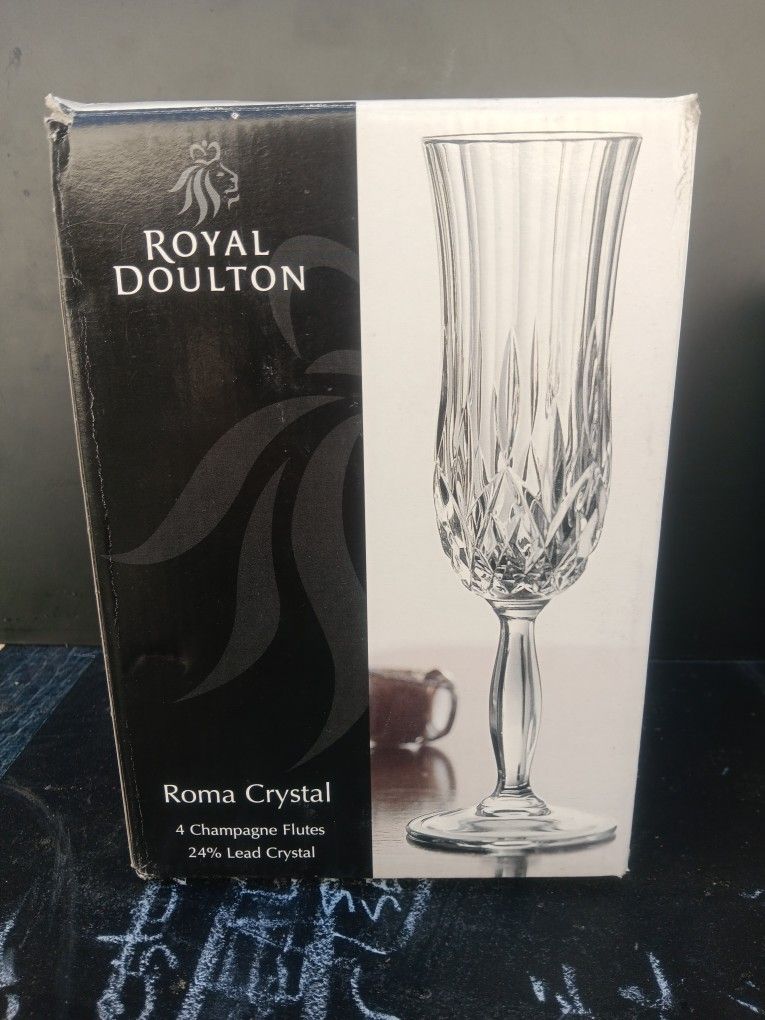 ROYAL
DOULTON
Roma Crystal
4 Champagne Flutes
24% Lead Crystal